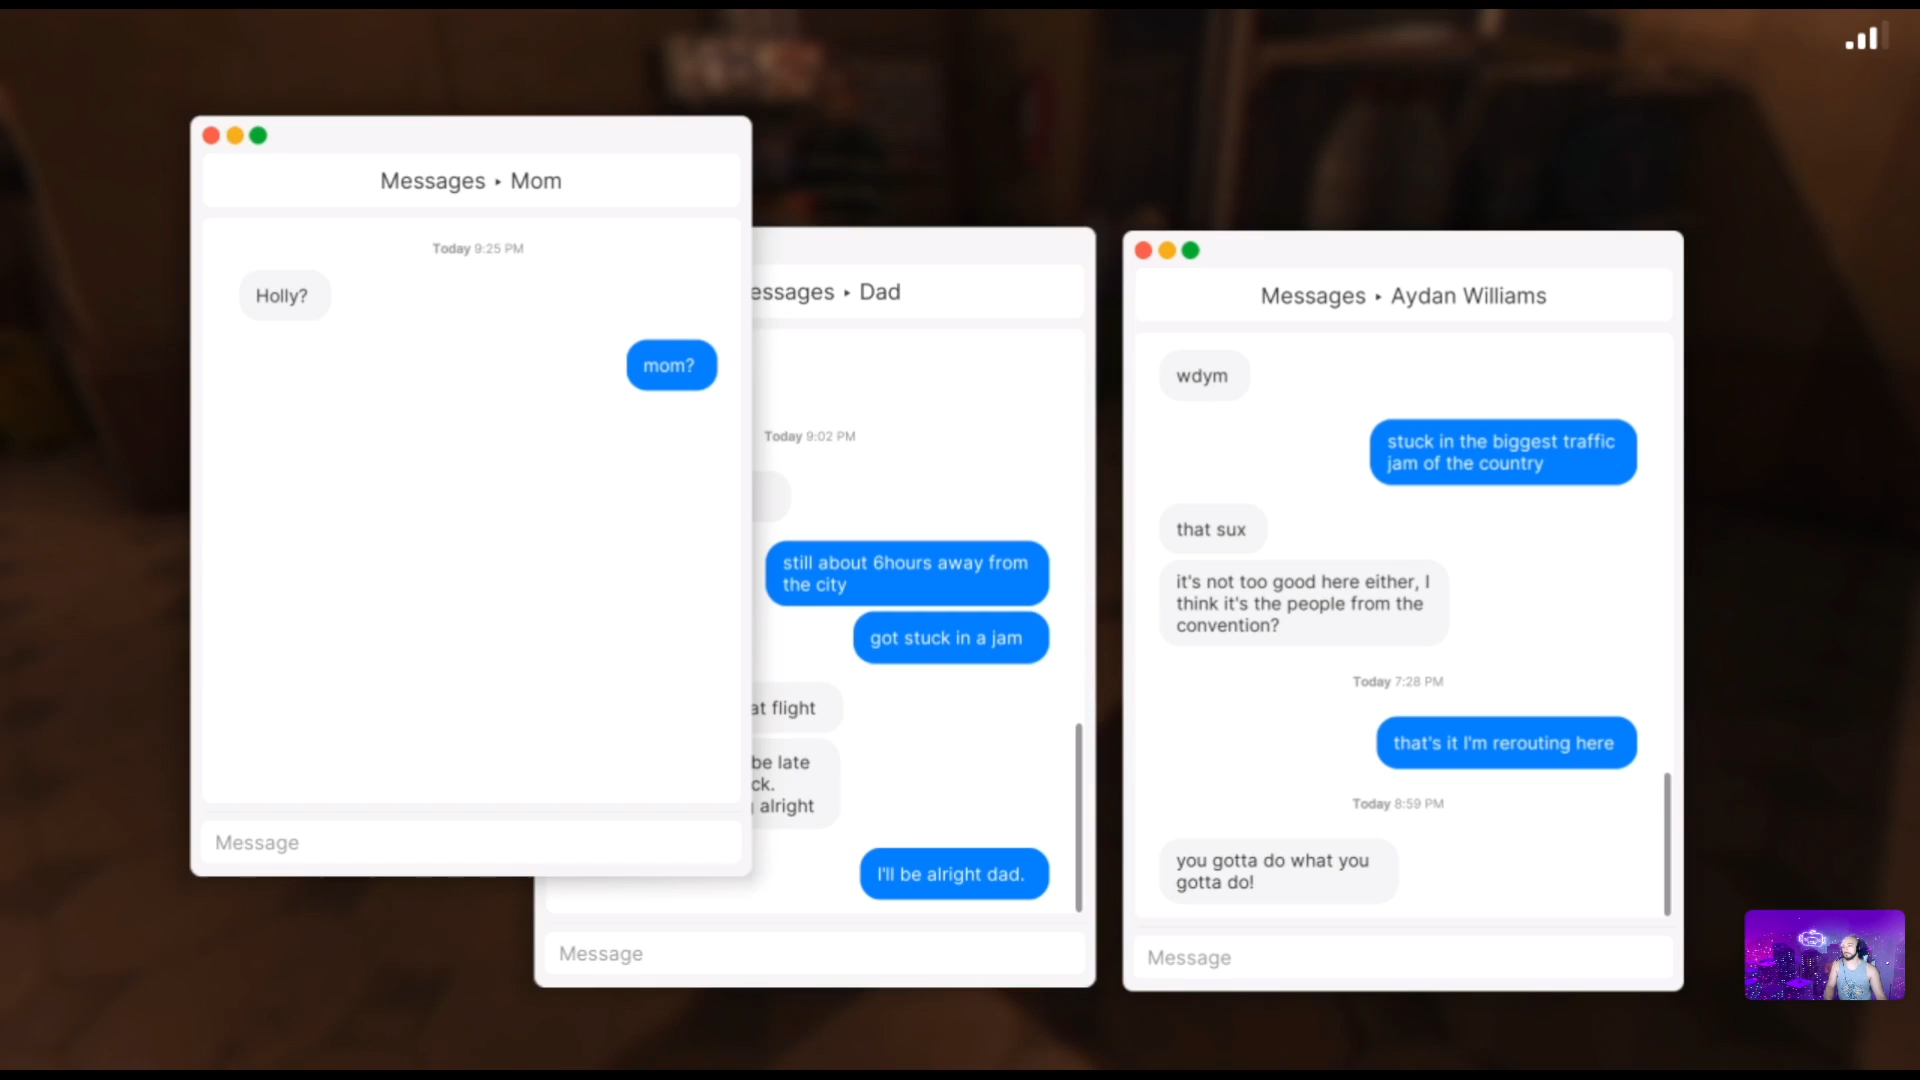 Messages ‣ Mom
Today 9:25 PM
Holly?
mom?
Message
essages ‣ Dad
Today 9:02 PM
still about 6hours away from
the city
got stuck in a jam
at flight
be late
ck.
alright
I'll be alright dad.
Message
Messages ‣ Aydan Williams
wdym
stuck in the biggest traffic
jam of the country
that sux
it's not too good here either, I
think it's the people from the
convention?
Today 7:28 PM
that's it I'm rerouting here
Today 8:59 PM
you gotta do what you
gotta do!
Message